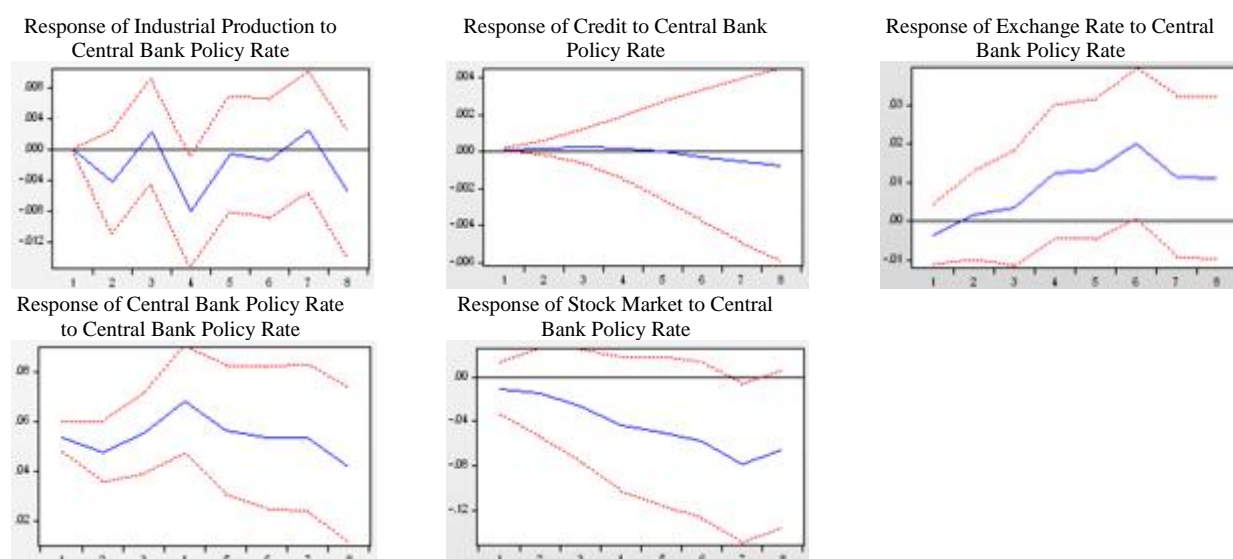 Response of Industrial Production to
Central Bank Policy Rate
.008
.004
.000
-.004
-.008
-.012
1 2 3 4 5 6 7 8
Response of Credit to Central Bank
Policy Rate
.004
.002
.000
-.002
-.004
-.006
1 2 3 4 5 6 7 8
Response of Exchange Rate to Central
Bank Policy Rate
.03
.02
.01
.00
-.01
1 2 3 4 5 6 7 8
Response of Central Bank Policy Rate
to Central Bank Policy Rate
.08
.06
.04
.02
1 2 3 4 5 6 7 8
Response of Stock Market to Central
Bank Policy Rate
.00
-.04
-.08
-.12
1 2 3 4 5 6 7 8